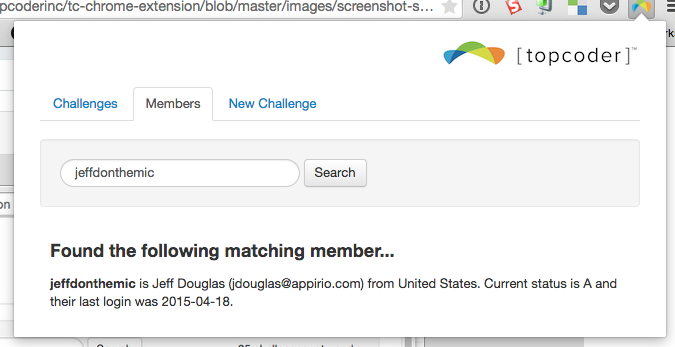 pcoderinc/tc-chrome-extension/blob/master/images/screenshot-s...
[topcoder]™
Challenges Members New Challenge
jeffdonthemic Search
on
Found the following matching member...
jeffdonthemic is Jeff Douglas (jdouglas@appirio.com) from United States. Current status is A and
their last login was 2015-04-18.